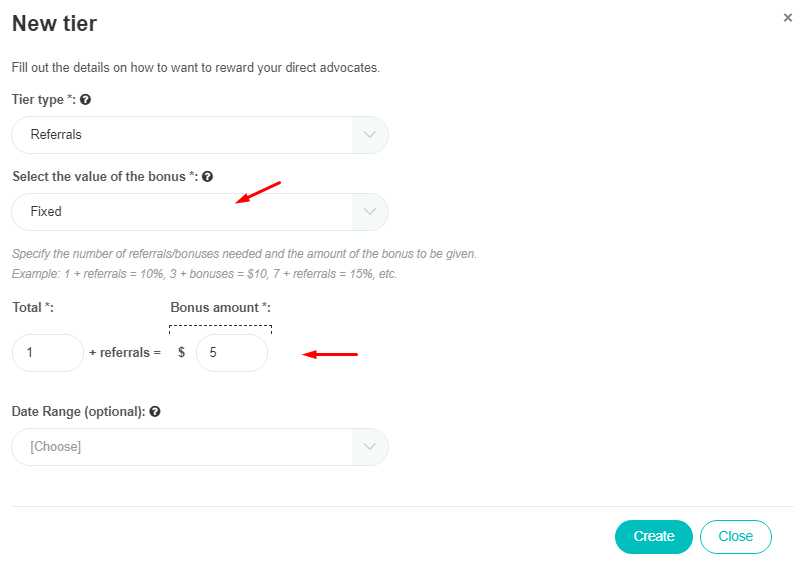 New tier
×
Fill out the details on how to want to reward your direct advocates.
Tier type *: ?
Referrals
Select the value of the bonus *: ?
Fixed
Specify the number of referrals/bonuses needed and the amount of the bonus to be given.
Example: 1 + referrals = 10%, 3 + bonuses = $10, 7 + referrals = 15%, etc.
Total *: Bonus amount *:
1 + referrals = $ 5
Date Range (optional): ?
[Choose]
Create Close